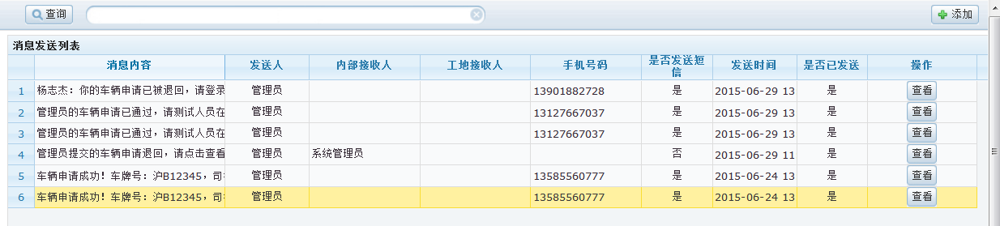 查询 添加
消息发送列表
消息内容 发送人 内部接收人 工地接收人 手机号码 是否发送短信 发送时间 是否已发送 操作
1 杨志杰：你的车辆申请已被退回，请登录 管理员 13901882728 是 2015-06-29 13 是 查看
2 管理员的车辆申请已通过，请测试人员在 管理员 13127667037 是 2015-06-29 13 是 查看
3 管理员的车辆申请已通过，请测试人员在 管理员 13127667037 是 2015-06-29 13 是 查看
4 管理员提交的车辆申请退回，请点击查看 管理员 系统管理员 否 2015-06-29 11 是 查看
5 车辆申请成功！车牌号：沪B12345，司 管理员 13585560777 是 2015-06-24 13 是 查看
6 车辆申请成功！车牌号：沪B12345，司 管理员 13585560777 是 2015-06-24 13 是 查看